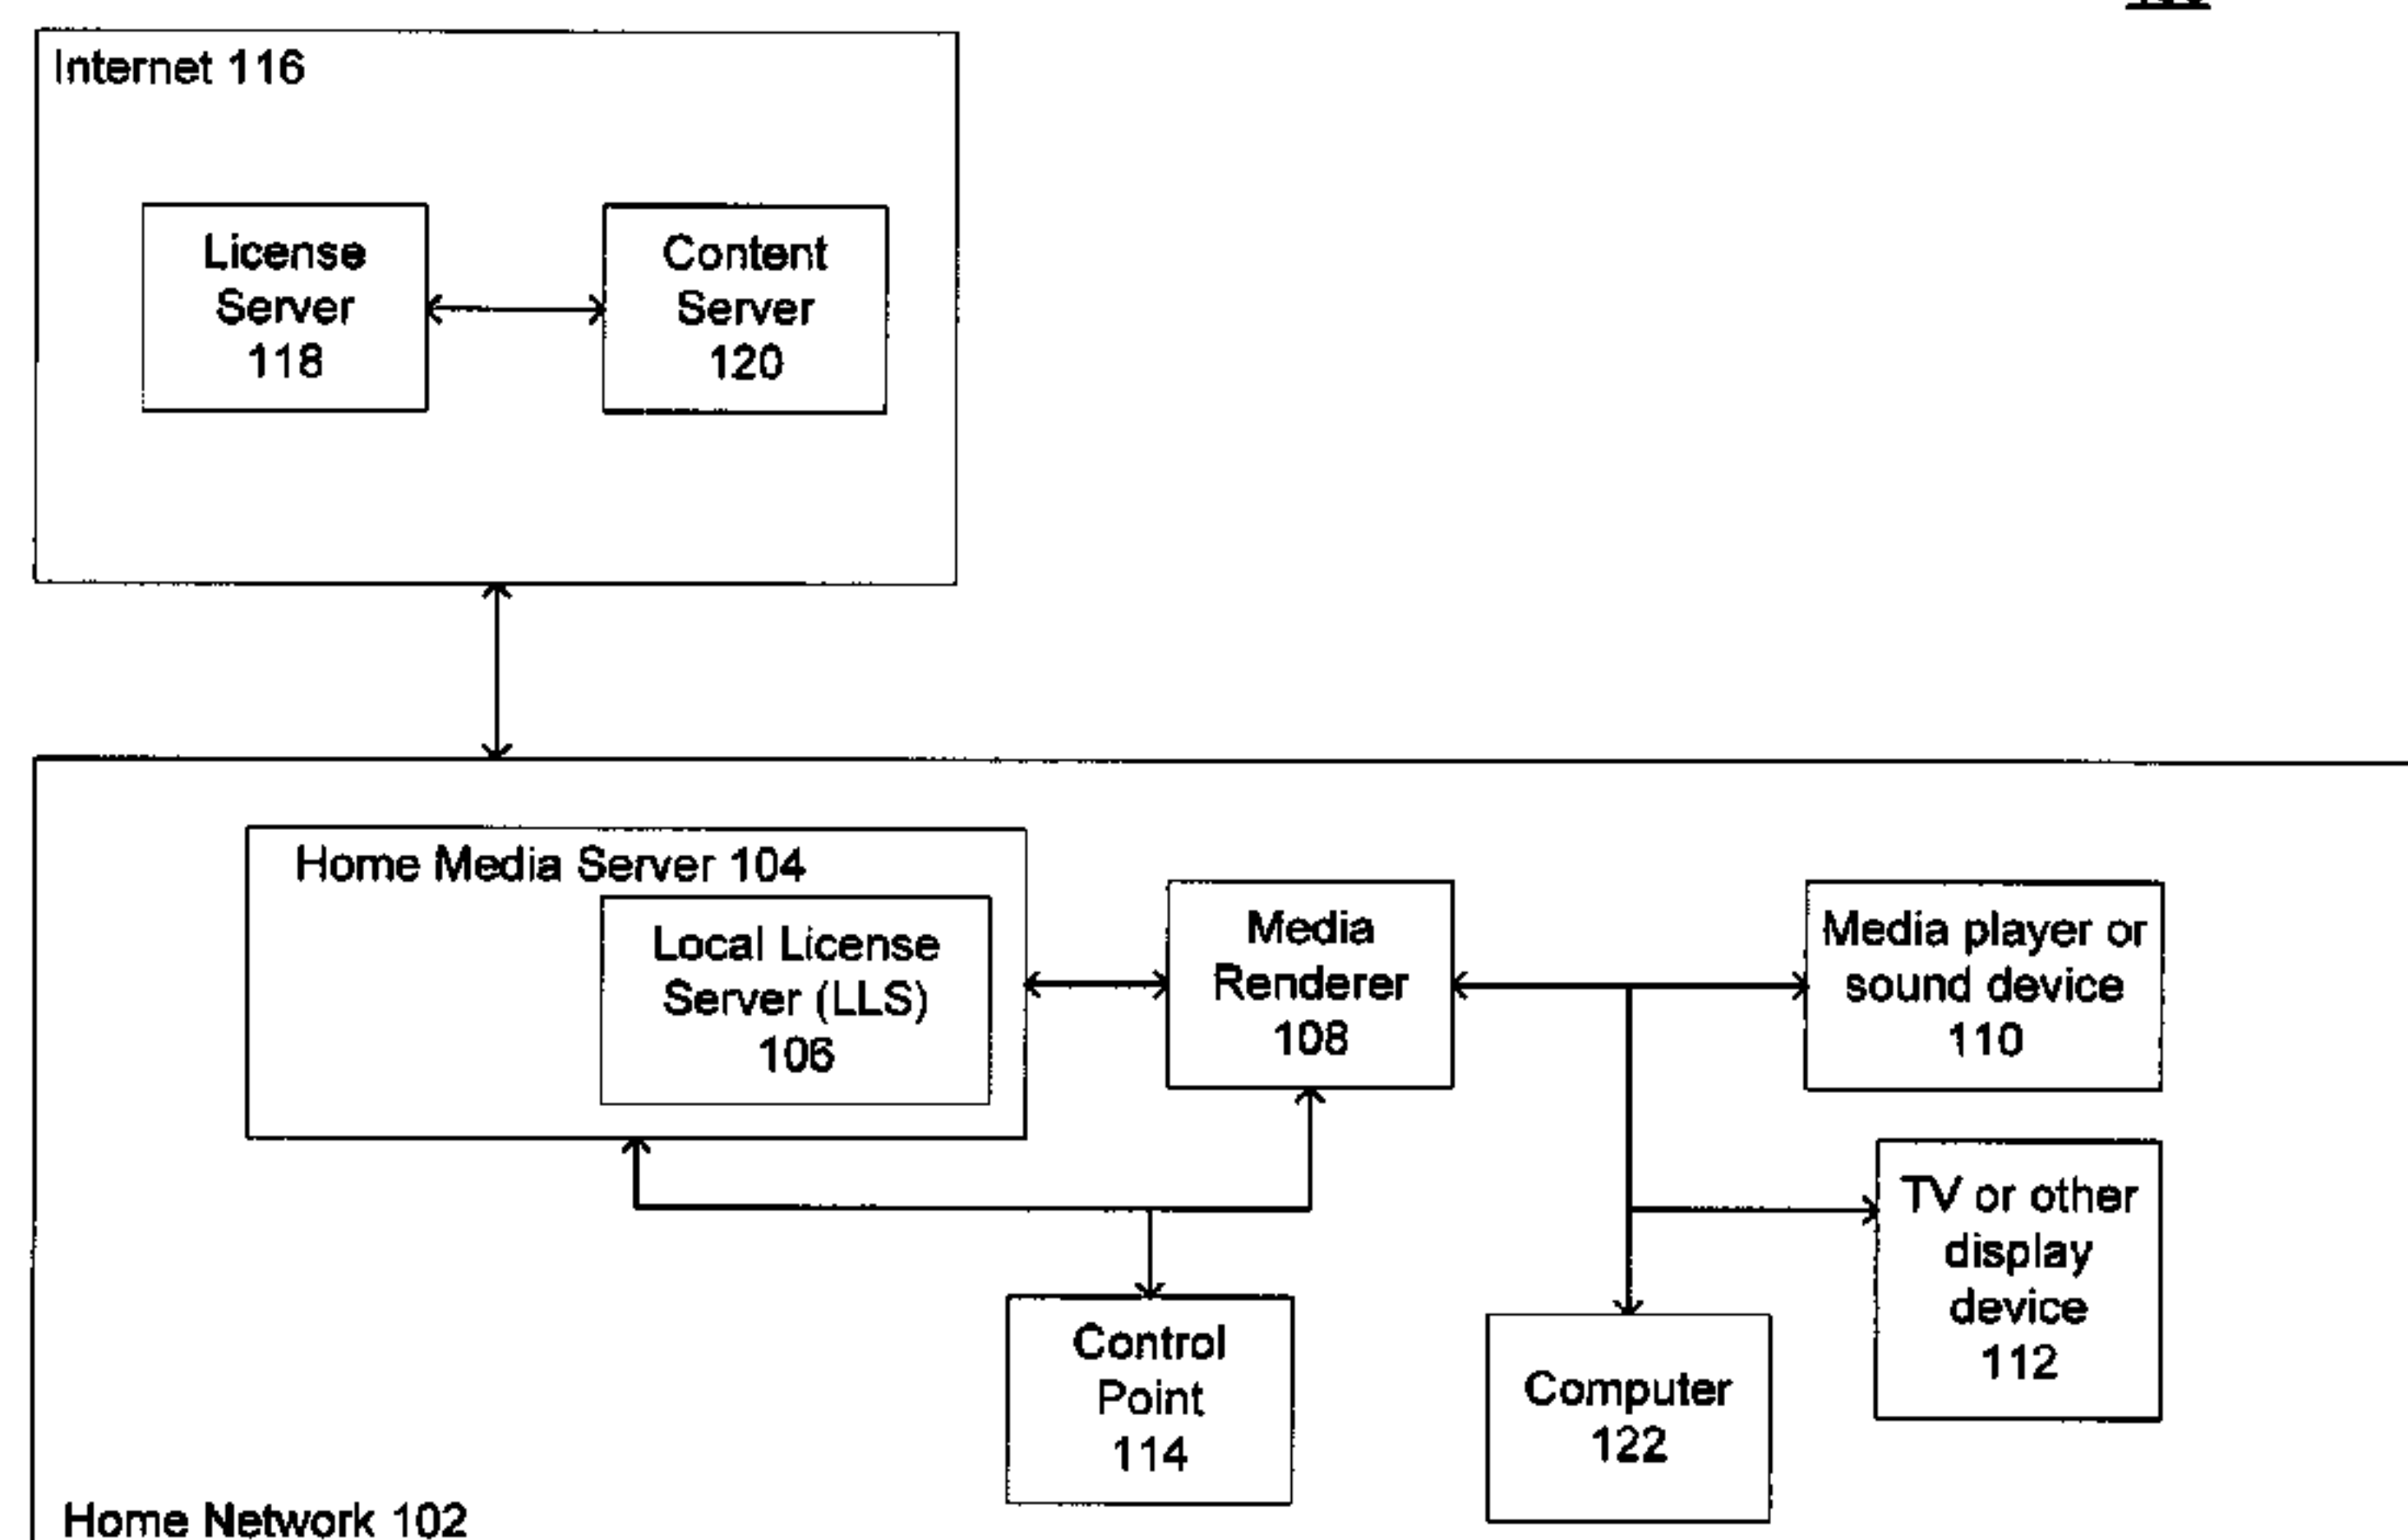 Internet 116
License
Server
118
Content
Server
120
Home Media Server 104
Local License
Server (LLS)
106
Media
Renderer
108
Media player or
sound device
110
TV or other
display
device
112
Control
Point
114
Computer
122
Home Network 102